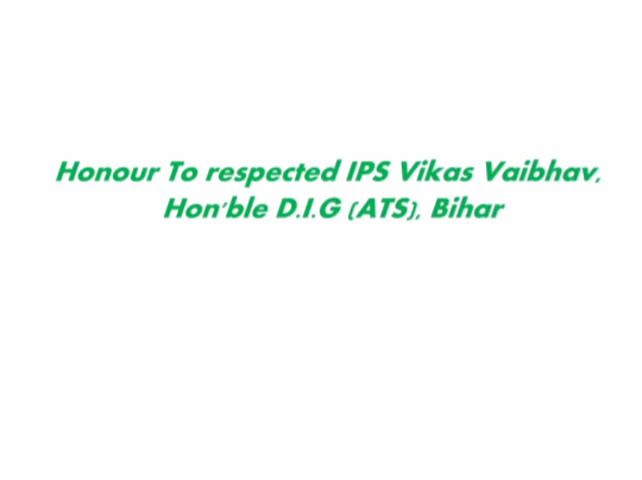 Honour To respected IPS Vikas Vaibhav,
Hon'ble D.I.G (ATS), Bihar